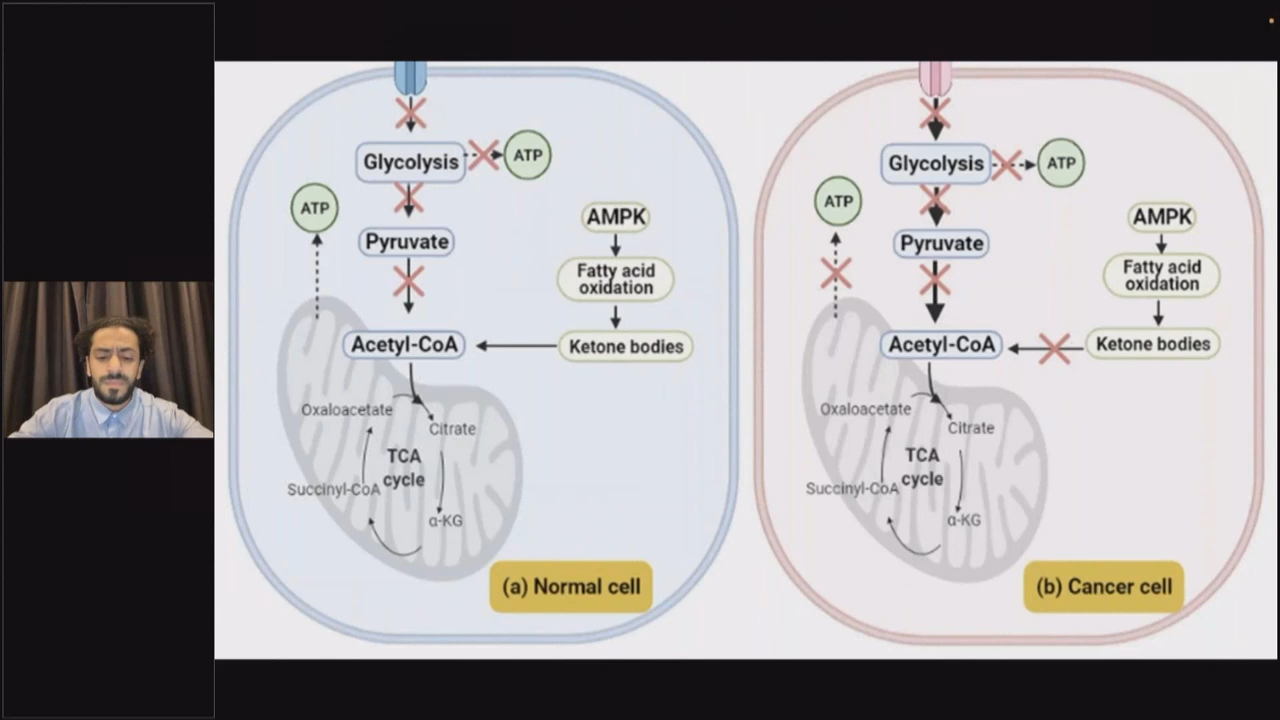 Glycolysis
ATP
ATP
Pyruvate
AMPK
Fatty acid
oxidation
Acetyl-CoA
Ketone bodies
Oxaloacetate
Citrate
TCA
cycle
Succinyl-CoA
α-KG
(a) Normal cell
Glycolysis
ATP
ATP
Pyruvate
AMPK
Fatty acid
oxidation
Acetyl-CoA
Ketone bodies
Oxaloacetate
Citrate
TCA
cycle
Succinyl-CoA
α-KG
(b) Cancer cell